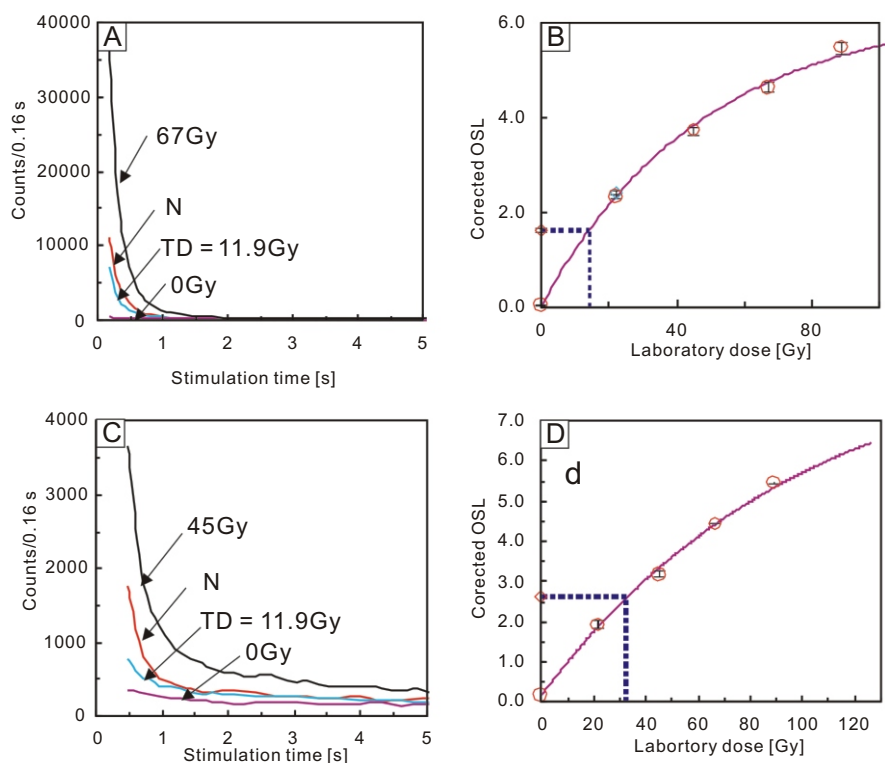 A
40000
30000
20000
10000
0
Counts/0.16 s
67Gy
N
TD = 11.9Gy
0Gy
0 1 2 3 4 5
Stimulation time [s]
B
6.0
4.0
2.0
0.0
Corected OSL
0 40 80
Laboratory dose [Gy]
C
4000
3000
2000
1000
0
Counts/0.16 s
45Gy
N
TD = 11.9Gy
0Gy
0 1 2 3 4 5
Stimulation time [s]
D
d
7.0
6.0
5.0
4.0
3.0
2.0
1.0
0.0
Corected OSL
0 20 40 60 80 100 120
Labortory dose [Gy]